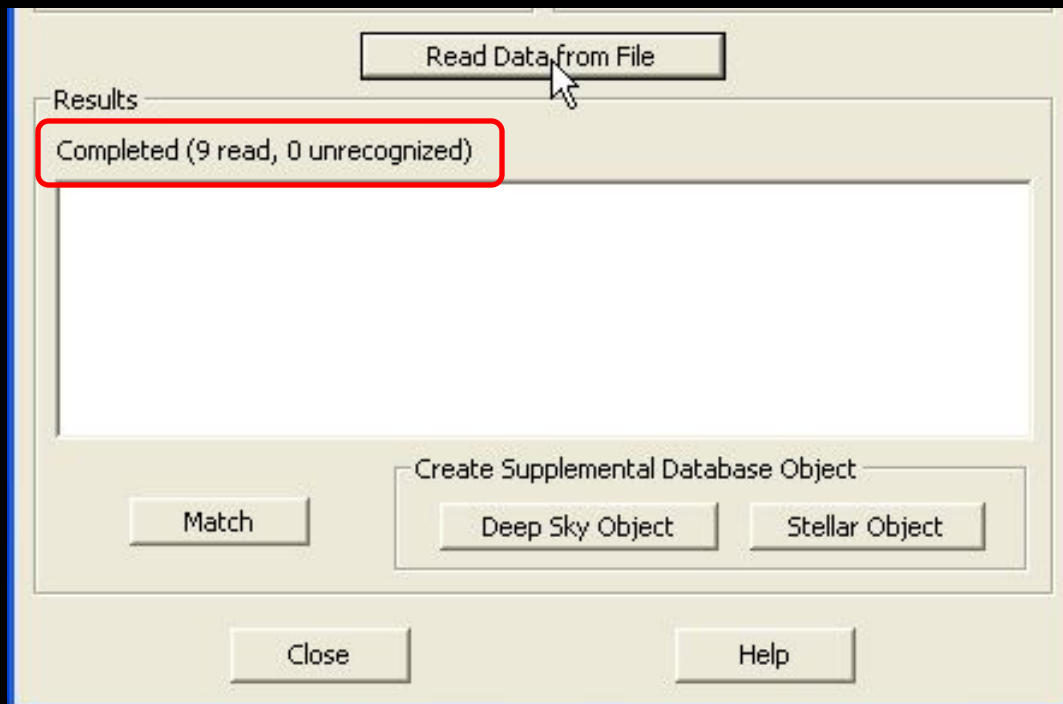 Read Data from File
Results
Completed (9 read, 0 unrecognized)
Create Supplemental Database Object
Match
Deep Sky Object
Stellar Object
Close
Help